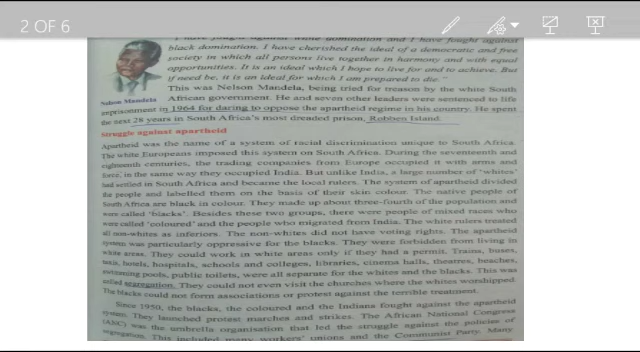 2 OF 6
"I have fought against white domination and I have fought against
black domination. I have cherished the ideal of a democratic and free
society in which all persons live together in harmony and with equal
opportunities. It is an ideal which I hope to live for and to achieve. But
if need be, it is an ideal for which I am prepared to die."
This was Nelson Mandela, being tried for treason by the white South
Nelson Mandela
African government. He and seven other leaders were sentenced to life
imprisonment in 1964 for daring to oppose the apartheid regime in his country. He spent
the next 28 years in South Africa's most dreaded prison, Robben Island.
Struggle against apartheid
Apartheid was the name of a system of racial discrimination unique to South Africa.
The white Europeans imposed this system on South Africa. During the seventeenth and
eighteenth centuries, the trading companies from Europe occupied it with arms and
force, in the same way they occupied India. But unlike India, a large number of 'whites'
had settled in South Africa and became the local rulers. The system of apartheid divided
the people and labelled them on the basis of their skin colour. The native people of
South Africa are black in colour. They made up about three-fourth of the population and
were called 'blacks'. Besides these two groups, there were people of mixed races who
were called 'coloured' and the people who migrated from India. The white rulers treated
all non-whites as inferiors. The non-whites did not have voting rights. The apartheid
system was particularly oppressive for the blacks. They were forbidden from living in
white areas. They could work in white areas only if they had a permit. Trains, buses,
taxis, hotels, hospitals, schools and colleges, libraries, cinema halls, theatres, beaches,
swimming pools, public toilets, were all separate for the whites and the blacks. This was
called segregation. They could not even visit the churches where the whites worshipped.
The blacks could not form associations or protest against the terrible treatment.
Since 1950, the blacks, the coloured and the Indians fought against the apartheid
system. They launched protest marches and strikes. The African National Congress
(ANC) was the umbrella organisation that led the struggle against the policies of
segregation. This included many workers' unions and the Communist Party. Many